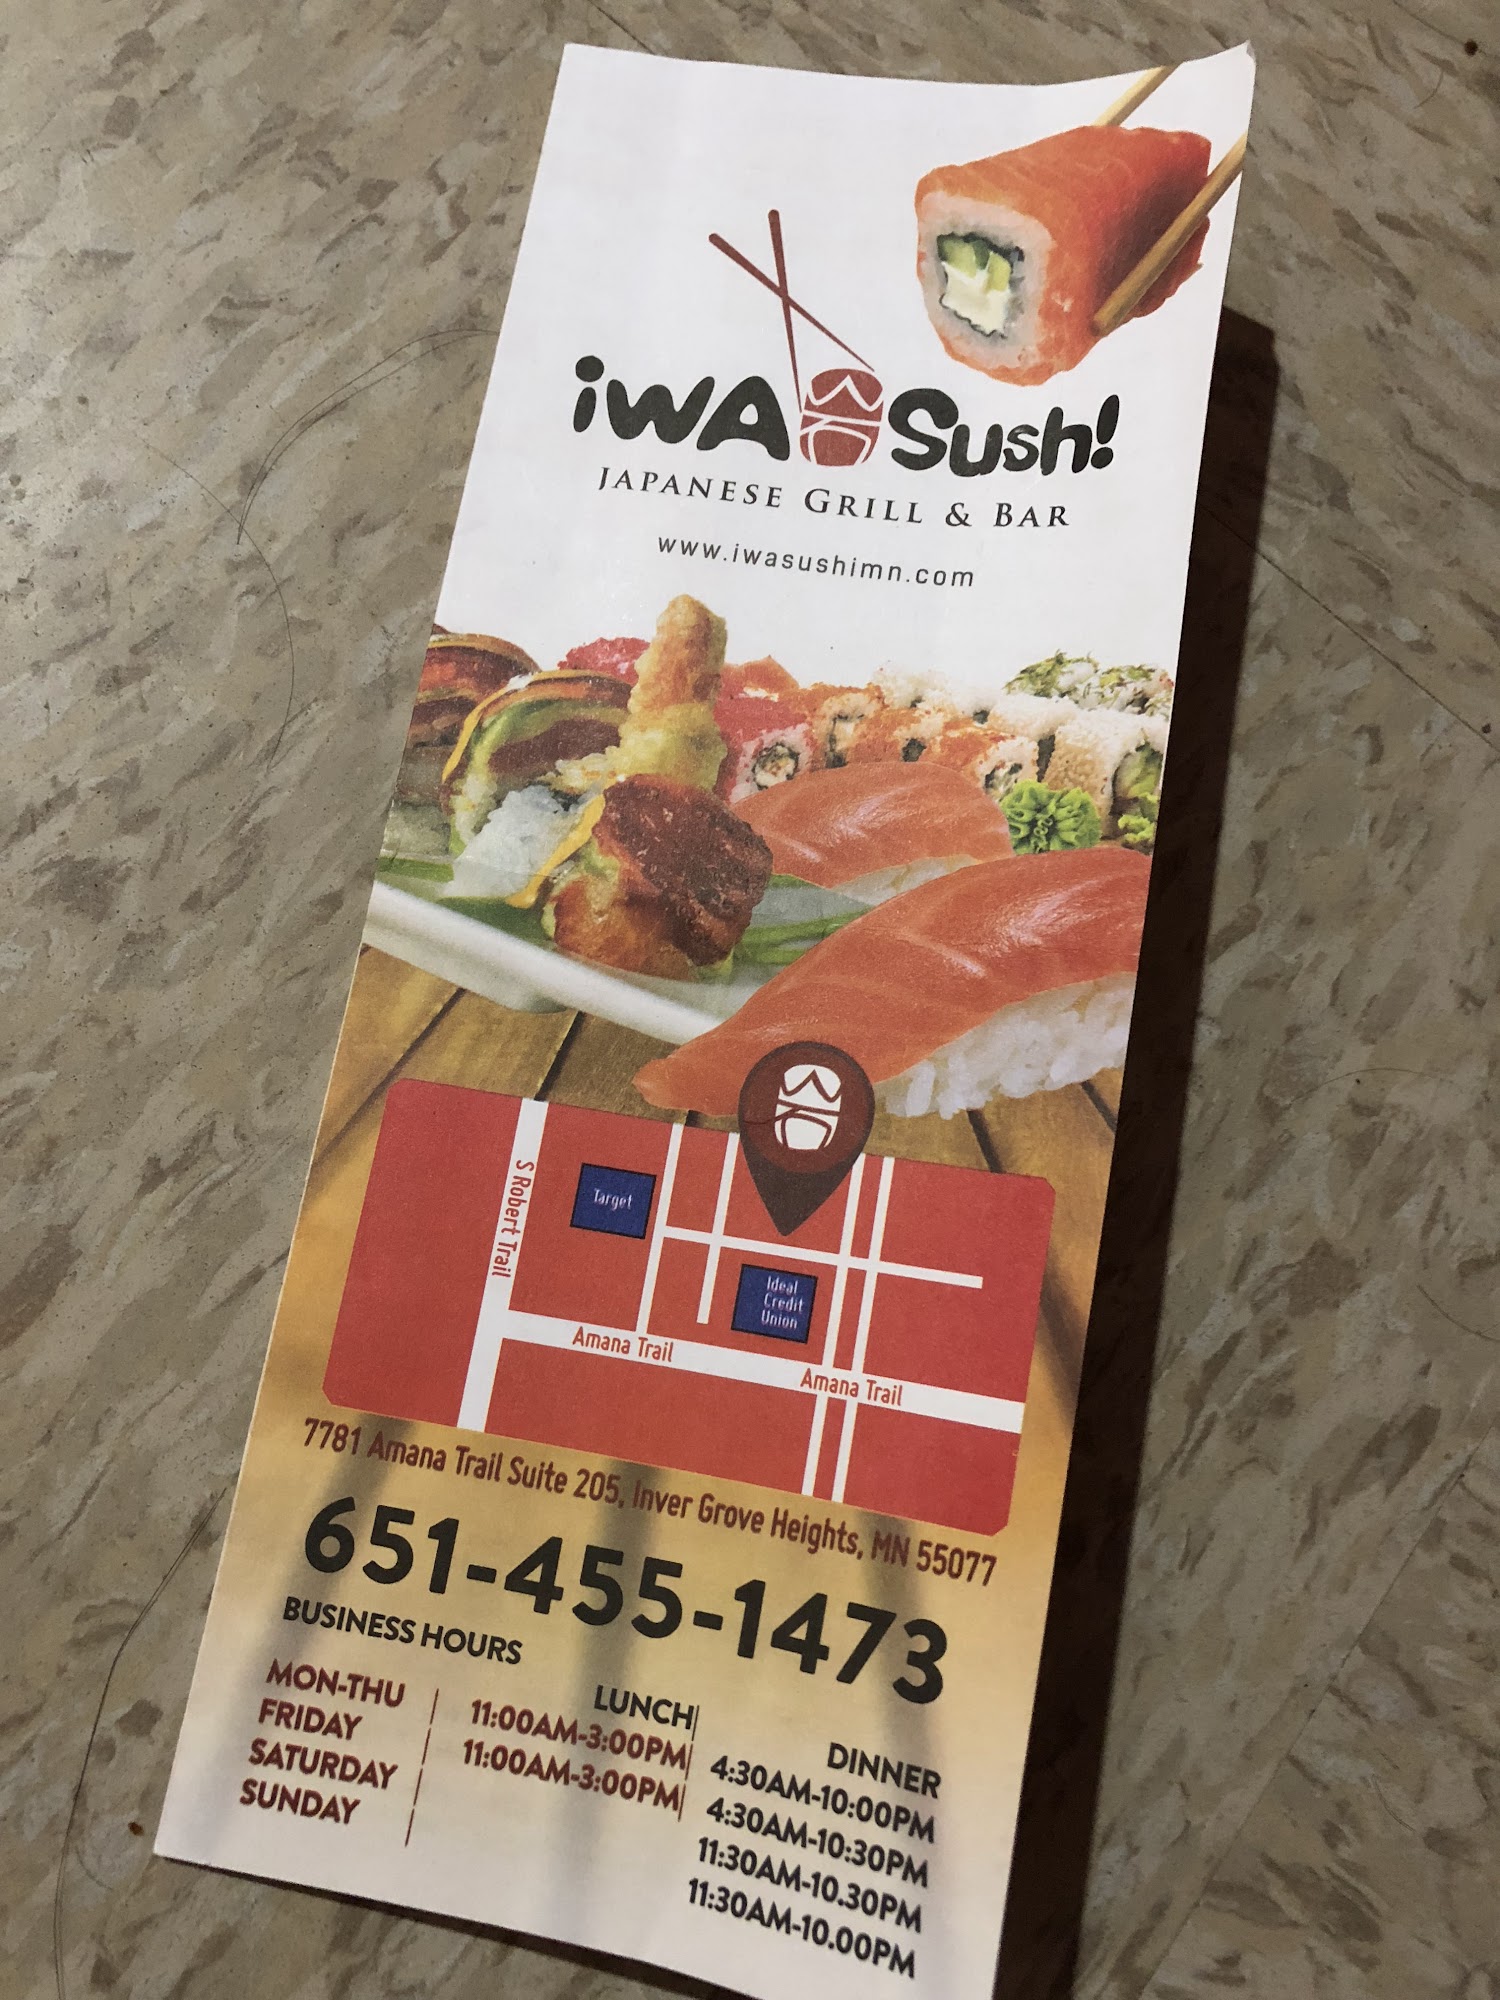 iwA Sush!
JAPANESE GRILL & BAR
www.iwasushimn.com
S Robert Trail
Target
Ideal
Credit
Union
Amana Trail
Amana Trail
7781 Amana Trail Suite 205, Inver Grove Heights, MN 55077
651-455-1473
BUSINESS HOURS
LUNCH
DINNER
MON-THU 11:00AM-3:00PM 4:30AM-10:00PM
FRIDAY 11:00AM-3:00PM 4:30AM-10:30PM
SATURDAY 11:30AM-10.30PM
SUNDAY 11:30AM-10.00PM